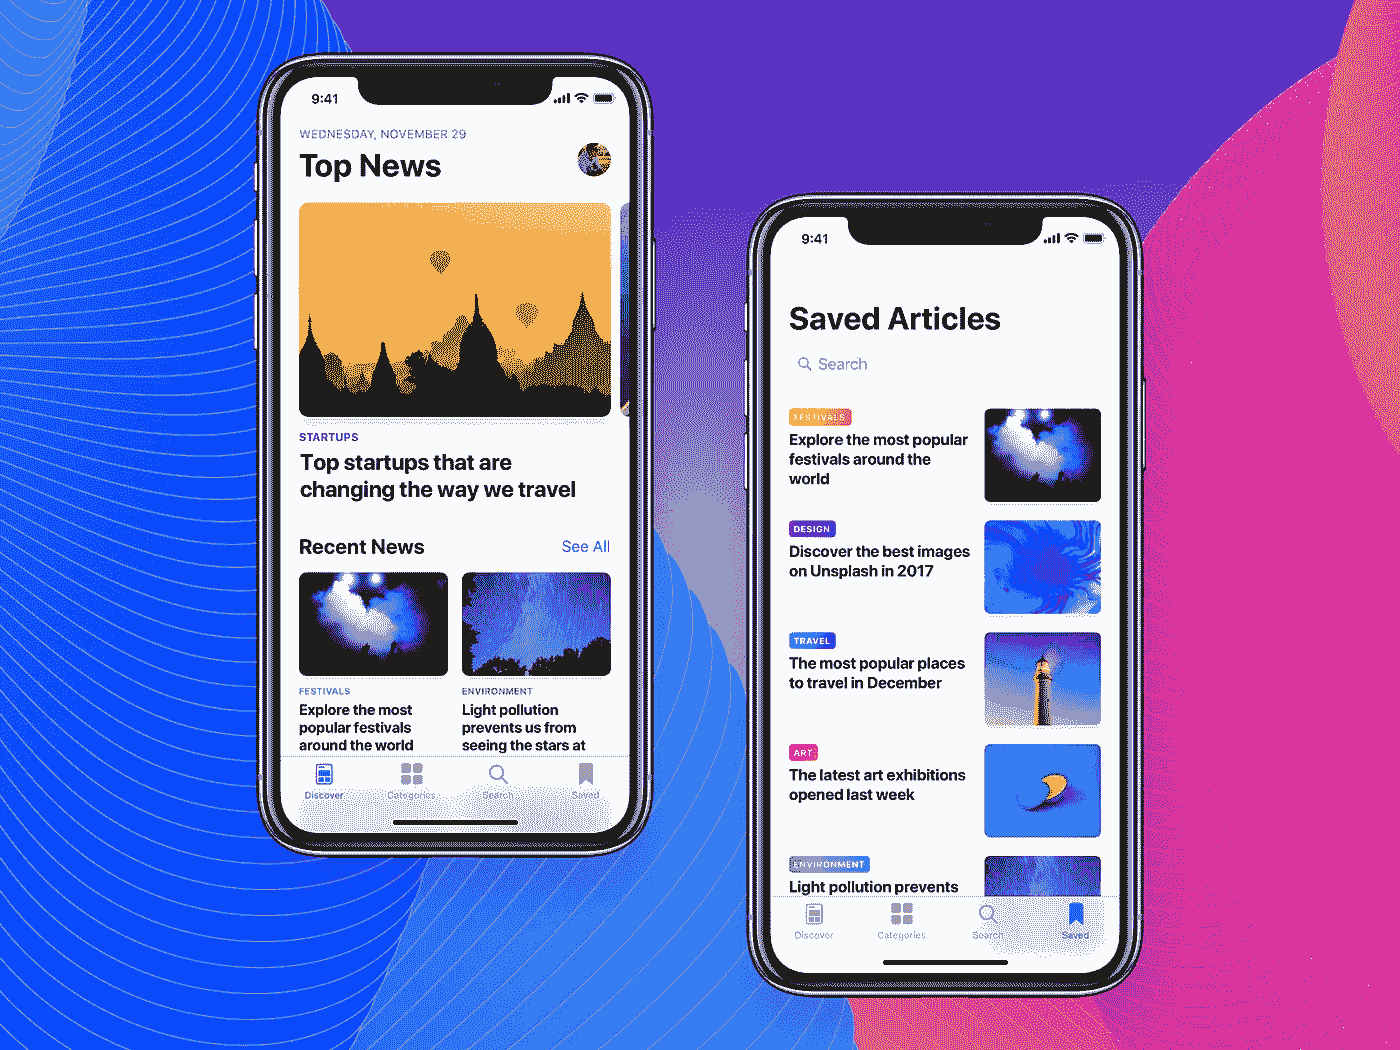 9:41
WEDNESDAY, NOVEMBER 29
Top News
STARTUPS
Top startups that are
changing the way we travel
Recent News
See All
FESTIVALS
Explore the most
popular festivals
around the world
ENVIRONMENT
Light pollution
prevents us from
seeing the stars at
Discover
Categories
Search
Saved
9:41
Saved Articles
Search
FESTIVALS
Explore the most popular
festivals around the
world
DESIGN
Discover the best images
on Unsplash in 2017
TRAVEL
The most popular places
to travel in December
ART
The latest art exhibitions
opened last week
ENVIRONMENT
Light pollution prevents
Discover
Categories
Search
Saved